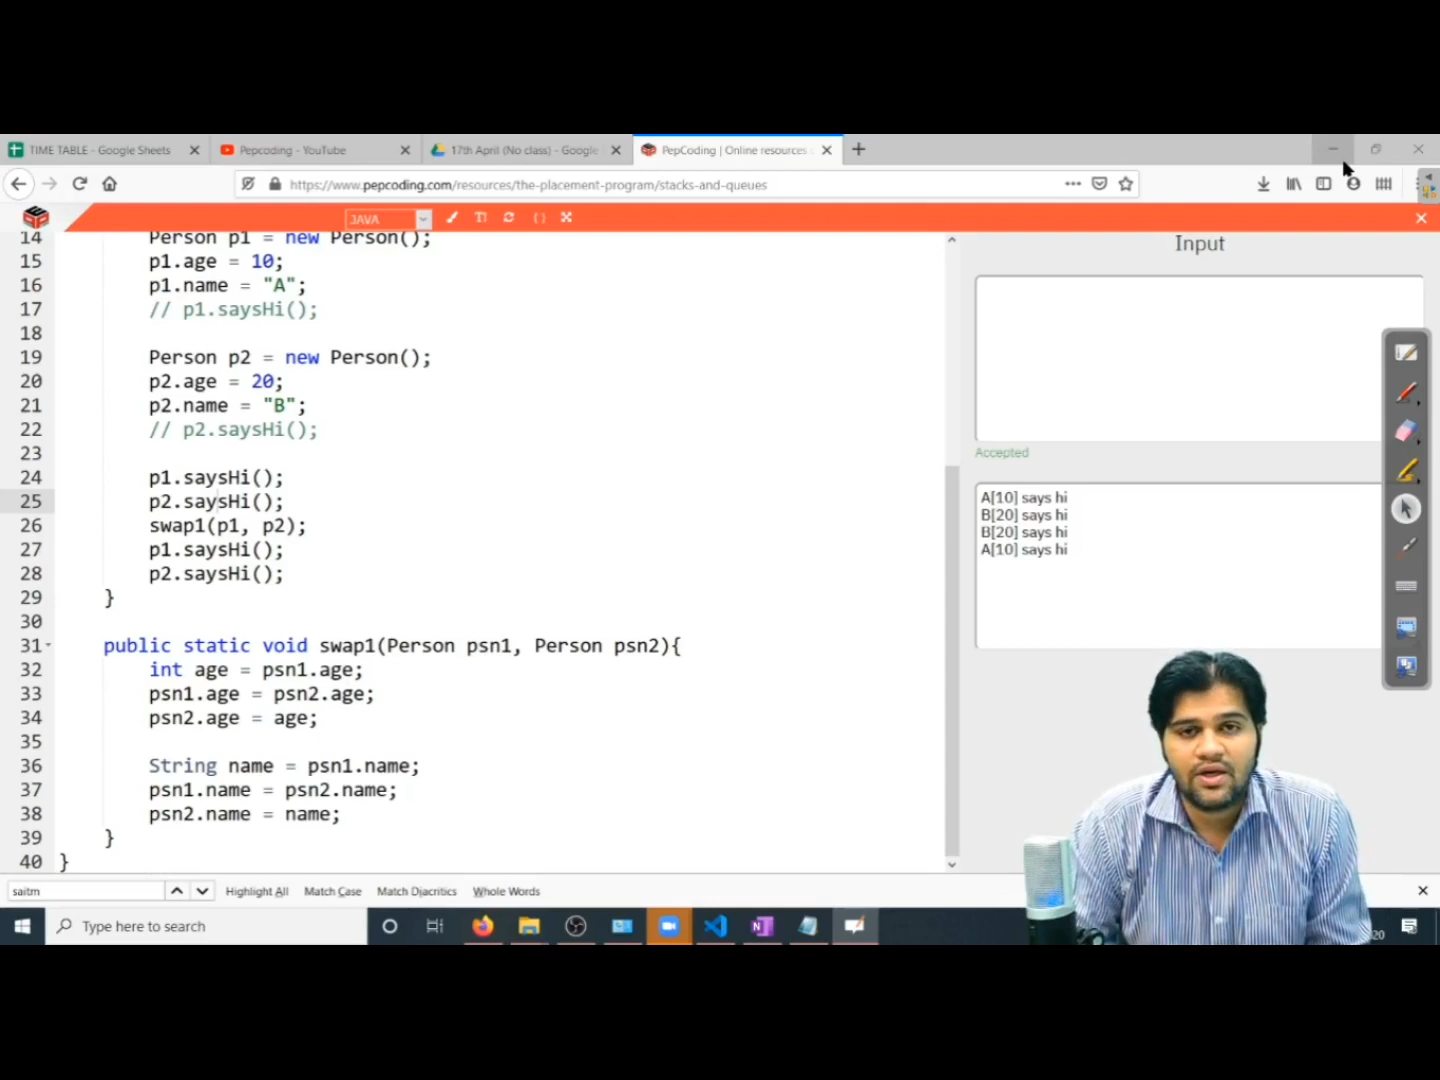 TIME TABLE - Google Sheets
Pepcoding - YouTube
17th April (No class) - Google
PepCoding | Online resources
https://www.pepcoding.com/resources/the-placement-program/stacks-and-queues
JAVA
14 Person p1 = new Person();
15 p1.age = 10;
16 p1.name = "A";
17 // p1.saysHi();
18
19 Person p2 = new Person();
20 p2.age = 20;
21 p2.name = "B";
22 // p2.saysHi();
23
24 p1.saysHi();
25 p2.saysHi();
26 swap1(p1, p2);
27 p1.saysHi();
28 p2.saysHi();
29 }
30
31 public static void swap1(Person psn1, Person psn2){
32 int age = psn1.age;
33 psn1.age = psn2.age;
34 psn2.age = age;
35
36 String name = psn1.name;
37 psn1.name = psn2.name;
38 psn2.name = name;
39 }
40 }
Input
Accepted
A[10] says hi
B[20] says hi
B[20] says hi
A[10] says hi
saitm
Highlight All Match Case Match Diacritics Whole Words
Type here to search
20